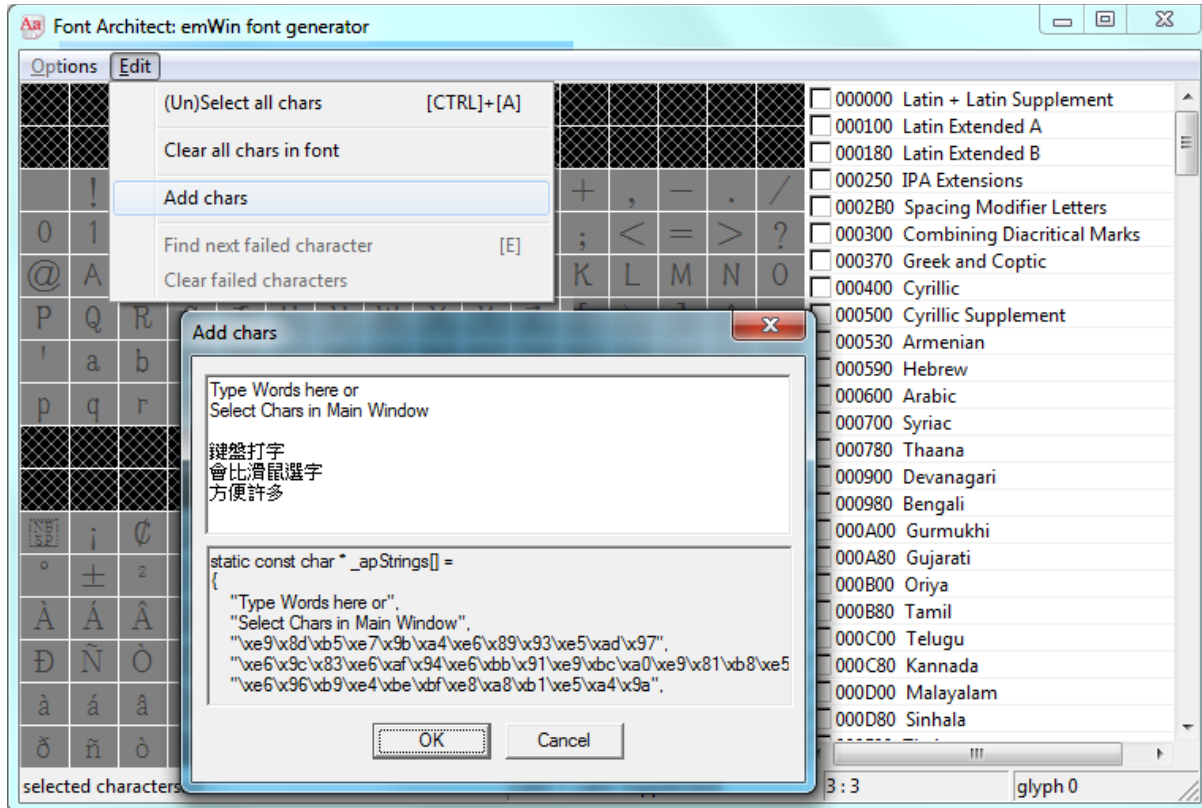 Font Architect: emWin font generator
Options Edit
(Un)Select all chars [CTRL]+[A]
Clear all chars in font
Add chars
Find next failed character [E]
Clear failed characters
! + , — . /
0 1 ; < = > ?
@ A K L M N O
P Q R
' a b
p q r
NB SP ¡ ₵
° ± ²
À Á Â
Ð Ñ Ò
à á â
ð ñ ò
000000 Latin + Latin Supplement
000100 Latin Extended A
000180 Latin Extended B
000250 IPA Extensions
0002B0 Spacing Modifier Letters
000300 Combining Diacritical Marks
000370 Greek and Coptic
000400 Cyrillic
000500 Cyrillic Supplement
000530 Armenian
000590 Hebrew
000600 Arabic
000700 Syriac
000780 Thaana
000900 Devanagari
000980 Bengali
000A00 Gurmukhi
000A80 Gujarati
000B00 Oriya
000B80 Tamil
000C00 Telugu
000C80 Kannada
000D00 Malayalam
000D80 Sinhala
Add chars
Type Words here or
Select Chars in Main Window
鍵盤打字
會比滑鼠選字
方便許多
static const char * _apStrings[] =
{
"Type Words here or",
"Select Chars in Main Window",
"\xe9\x8d\xb5\xe7\x9b\xa4\xe6\x89\x93\xe5\xad\x97",
"\xe6\x9c\x83\xe6\xaf\x94\xe6\xbb\x91\xe9\xbc\xa0\xe9\x81\xb8\xe5
"\xe6\x96\xb9\xe4\xbe\xbf\xe8\xa8\xb1\xe5\xa4\x9a",
OK Cancel
selected characters 3 : 3 glyph 0